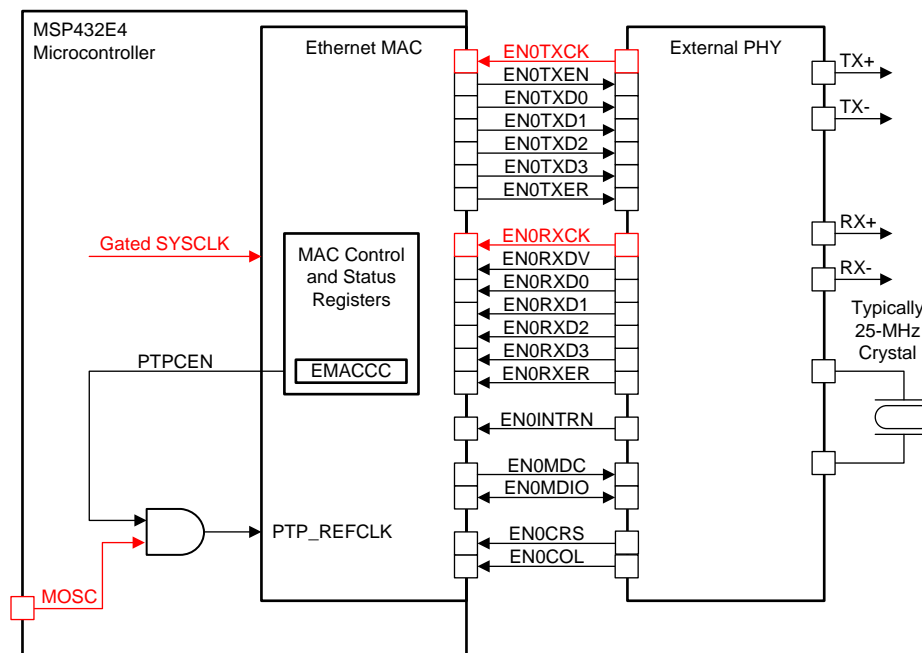 MSP432E4
Microcontroller
Ethernet MAC
External PHY
EN0TXCK
EN0TXEN
EN0TXD0
EN0TXD1
EN0TXD2
EN0TXD3
EN0TXER
TX+
TX-
Gated SYSCLK
MAC Control
and Status
Registers
EMACCC
EN0RXCK
EN0RXDV
EN0RXD0
EN0RXD1
EN0RXD2
EN0RXD3
EN0RXER
RX+
RX-
Typically
25-MHz
Crystal
PTPCEN
EN0INTRN
EN0MDC
EN0MDIO
PTP_REFCLK
EN0CRS
EN0COL
MOSC